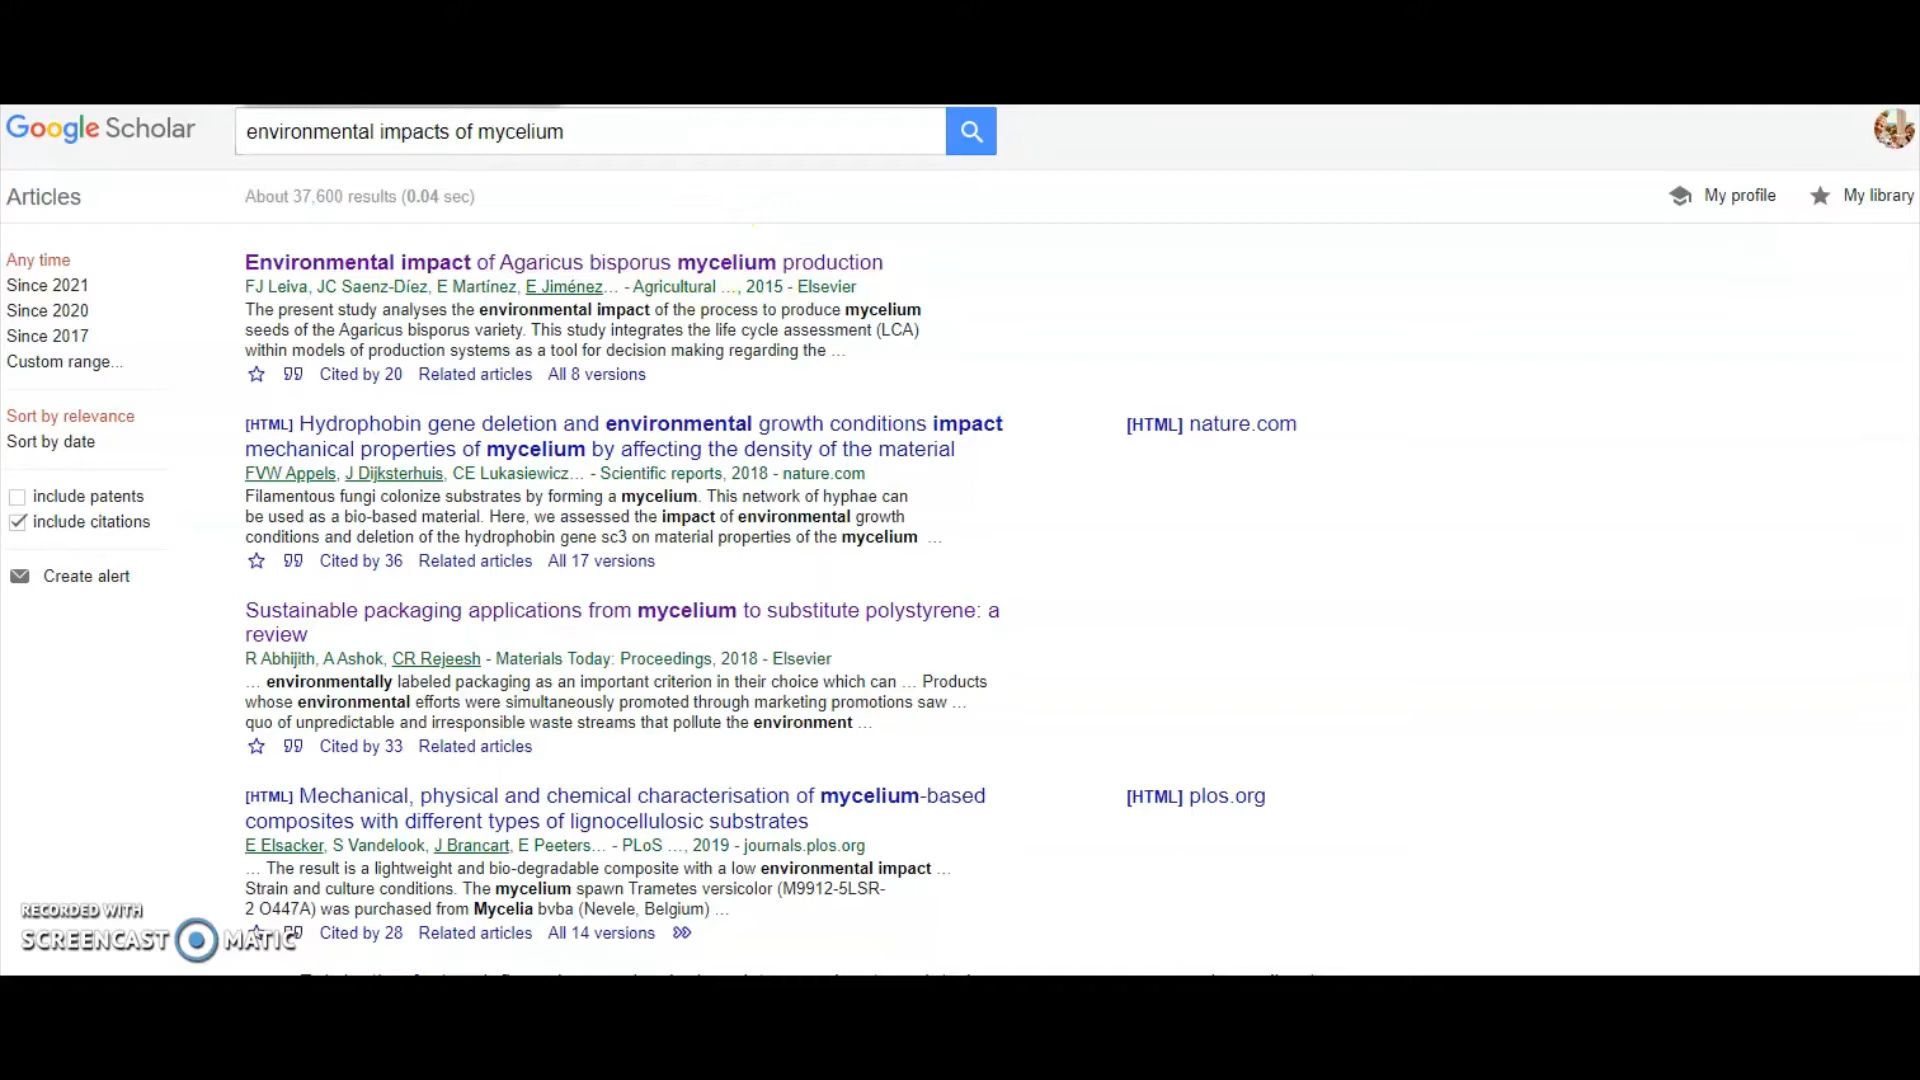 Google Scholar
environmental impacts of mycelium
Articles
About 37,600 results (0.04 sec)
My profile
My library
Any time
Since 2021
Since 2020
Since 2017
Custom range...
Sort by relevance
Sort by date
include patents
include citations
Create alert
Environmental impact of Agaricus bisporus mycelium production
FJ Leiva, JC Saenz-Díez, E Martínez, E Jiménez… - Agricultural …, 2015 - Elsevier
The present study analyses the environmental impact of the process to produce mycelium
seeds of the Agaricus bisporus variety. This study integrates the life cycle assessment (LCA)
within models of production systems as a tool for decision making regarding the …
Cited by 20 Related articles All 8 versions
[HTML] Hydrophobin gene deletion and environmental growth conditions impact
mechanical properties of mycelium by affecting the density of the material
FVW Appels, J Dijksterhuis, CE Lukasiewicz… - Scientific reports, 2018 - nature.com
Filamentous fungi colonize substrates by forming a mycelium. This network of hyphae can
be used as a bio-based material. Here, we assessed the impact of environmental growth
conditions and deletion of the hydrophobin gene sc3 on material properties of the mycelium …
Cited by 36 Related articles All 17 versions
[HTML] nature.com
Sustainable packaging applications from mycelium to substitute polystyrene: a
review
R Abhijith, A Ashok, CR Rejeesh - Materials Today: Proceedings, 2018 - Elsevier
… environmentally labeled packaging as an important criterion in their choice which can … Products
whose environmental efforts were simultaneously promoted through marketing promotions saw …
quo of unpredictable and irresponsible waste streams that pollute the environment …
Cited by 33 Related articles
[HTML] Mechanical, physical and chemical characterisation of mycelium-based
composites with different types of lignocellulosic substrates
E Elsacker, S Vandelook, J Brancart, E Peeters… - PLoS …, 2019 - journals.plos.org
… The result is a lightweight and bio-degradable composite with a low environmental impact …
Strain and culture conditions. The mycelium spawn Trametes versicolor (M9912-5LSR-
2 O447A) was purchased from Mycelia bvba (Nevele, Belgium) …
Cited by 28 Related articles All 14 versions
[HTML] plos.org
RECORDED WITH
SCREENCAST MATIC